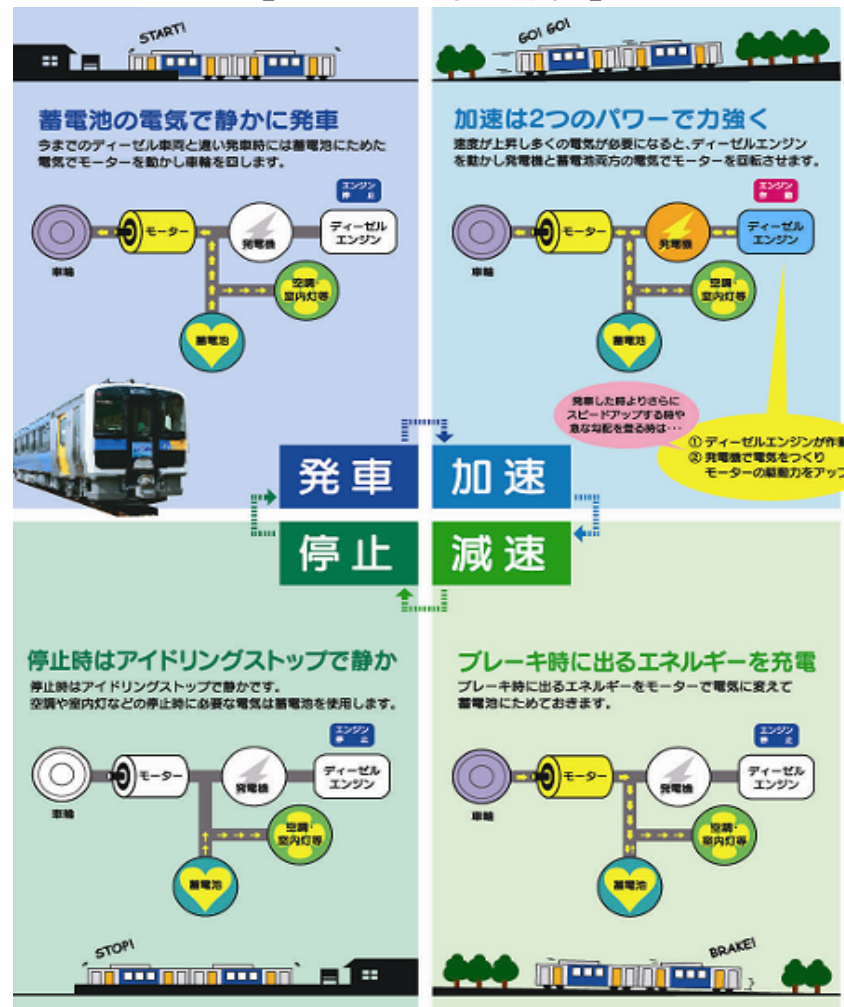 START!
蓄電池の電気で静かに発車
今までのディーゼル車両と違い発車時には蓄電池にためた
電気でモーターを動かし車輪を回します。
エンジン
停 止
車輪
モーター
発電機
ディーゼル
エンジン
空調・
室内灯等
蓄電池
発車
GO! GO!
加速は2つのパワーで力強く
速度が上昇し多くの電気が必要になると、ディーゼルエンジン
を動かし発電機と蓄電池両方の電気でモーターを回転させます。
エンジン
作 動
車輪
モーター
発電機
ディーゼル
エンジン
空調・
室内灯等
蓄電池
発車した時よりさらに
スピードアップする時や
急な勾配を登る時は…
① ディーゼルエンジンが作動
② 発電機で電気をつくり
モーターの駆動力をアップ
加速
停止
停止時はアイドリングストップで静か
停止時はアイドリングストップで静かです。
空調や室内灯などの停止時に必要な電気は蓄電池を使用します。
エンジン
停 止
車輪
モーター
発電機
ディーゼル
エンジン
空調・
室内灯等
蓄電池
STOP!
減速
ブレーキ時に出るエネルギーを充電
ブレーキ時に出るエネルギーをモーターで電気に変えて
蓄電池にためておきます。
エンジン
停 止
車輪
モーター
発電機
ディーゼル
エンジン
空調・
室内灯等
蓄電池
BRAKE!